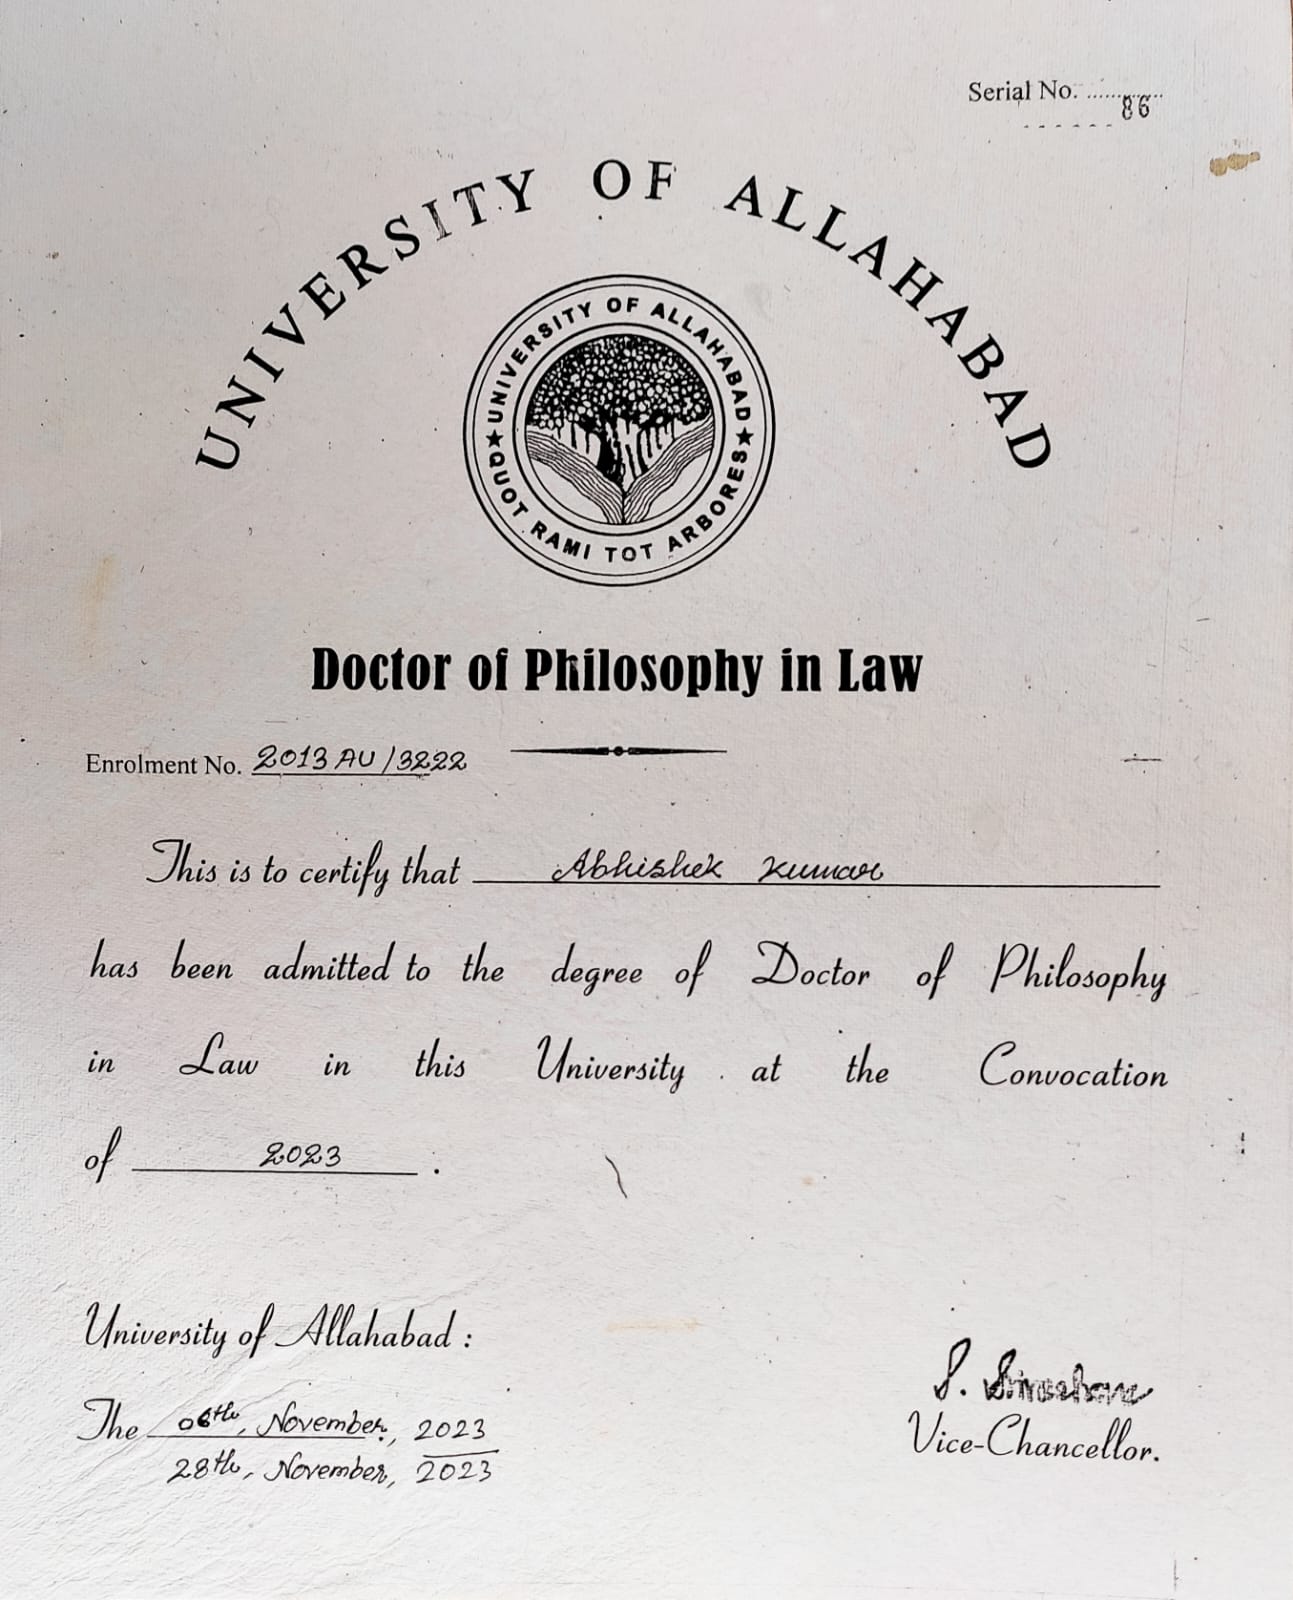 Serial No. ............
86
UNIVERSITY OF ALLAHABAD
UNIVERSITY OF ALLAHABAD
QUOT RAMI TOT ARBORES
Doctor of Philosophy in Law
Enrolment No. 2013AU/3222
This is to certify that Abhishek Kumar
has been admitted to the degree of Doctor of Philosophy
in Law in this University at the Convocation
of 2023 .
University of Allahabad :
The 06th, November, 2023
28th, November, 2023
S.
Vice-Chancellor.